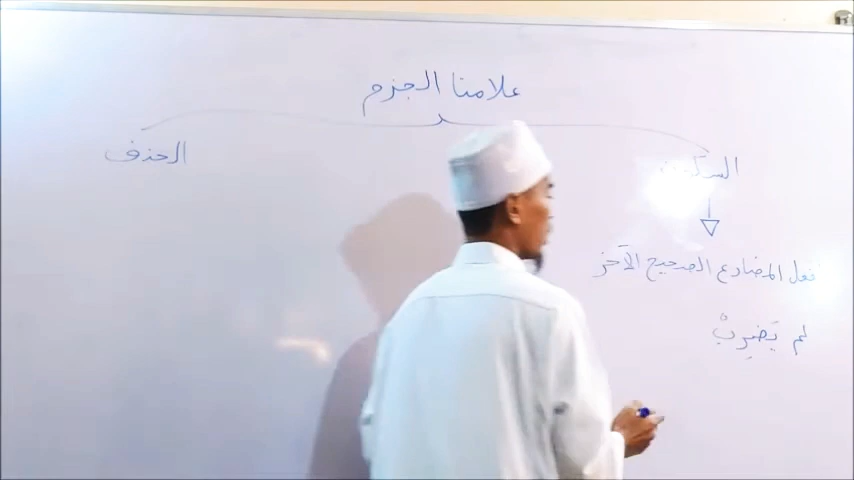 علامتا الجزم
السكون
الحذف
فعل المضارع الصحيح الآخر
لم يَضرِبْ